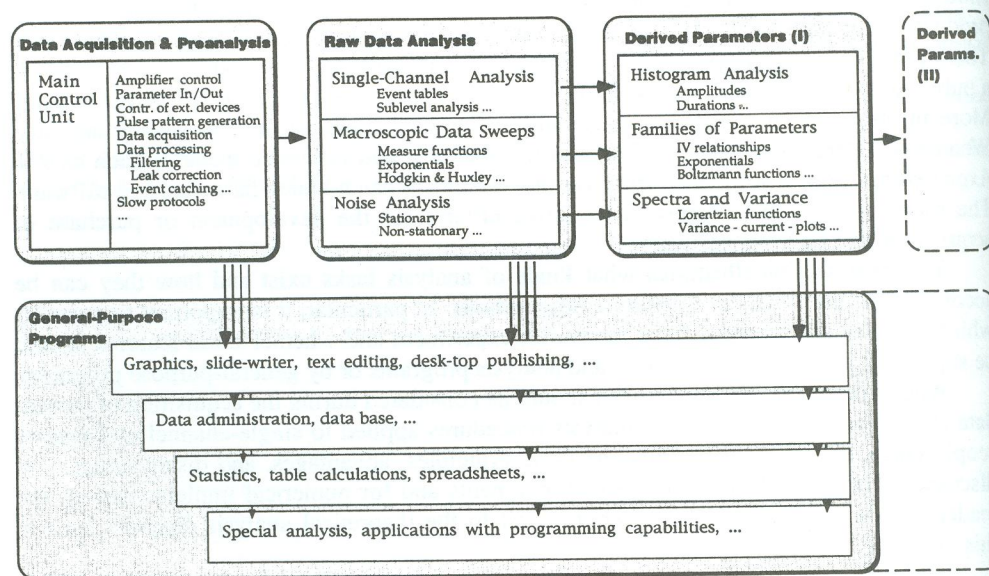 Data Acquisition & Preanalysis
Main
Control
Unit
Amplifier control
Parameter In/Out
Contr. of ext. devices
Pulse pattern generation
Data acquisition
Data processing
Filtering
Leak correction
Event catching ...
Slow protocols
...
Raw Data Analysis
Single-Channel Analysis
Event tables
Sublevel analysis ...
Macroscopic Data Sweeps
Measure functions
Exponentials
Hodgkin & Huxley ...
Noise Analysis
Stationary
Non-stationary ...
Derived Parameters (I)
Histogram Analysis
Amplitudes
Durations ...
Families of Parameters
IV relationships
Exponentials
Boltzmann functions ...
Spectra and Variance
Lorentzian functions
Variance - current - plots ...
Derived
Params.
(II)
General-Purpose
Programs
Graphics, slide-writer, text editing, desk-top publishing, ...
Data administration, data base, ...
Statistics, table calculations, spreadsheets, ...
Special analysis, applications with programming capabilities, ...